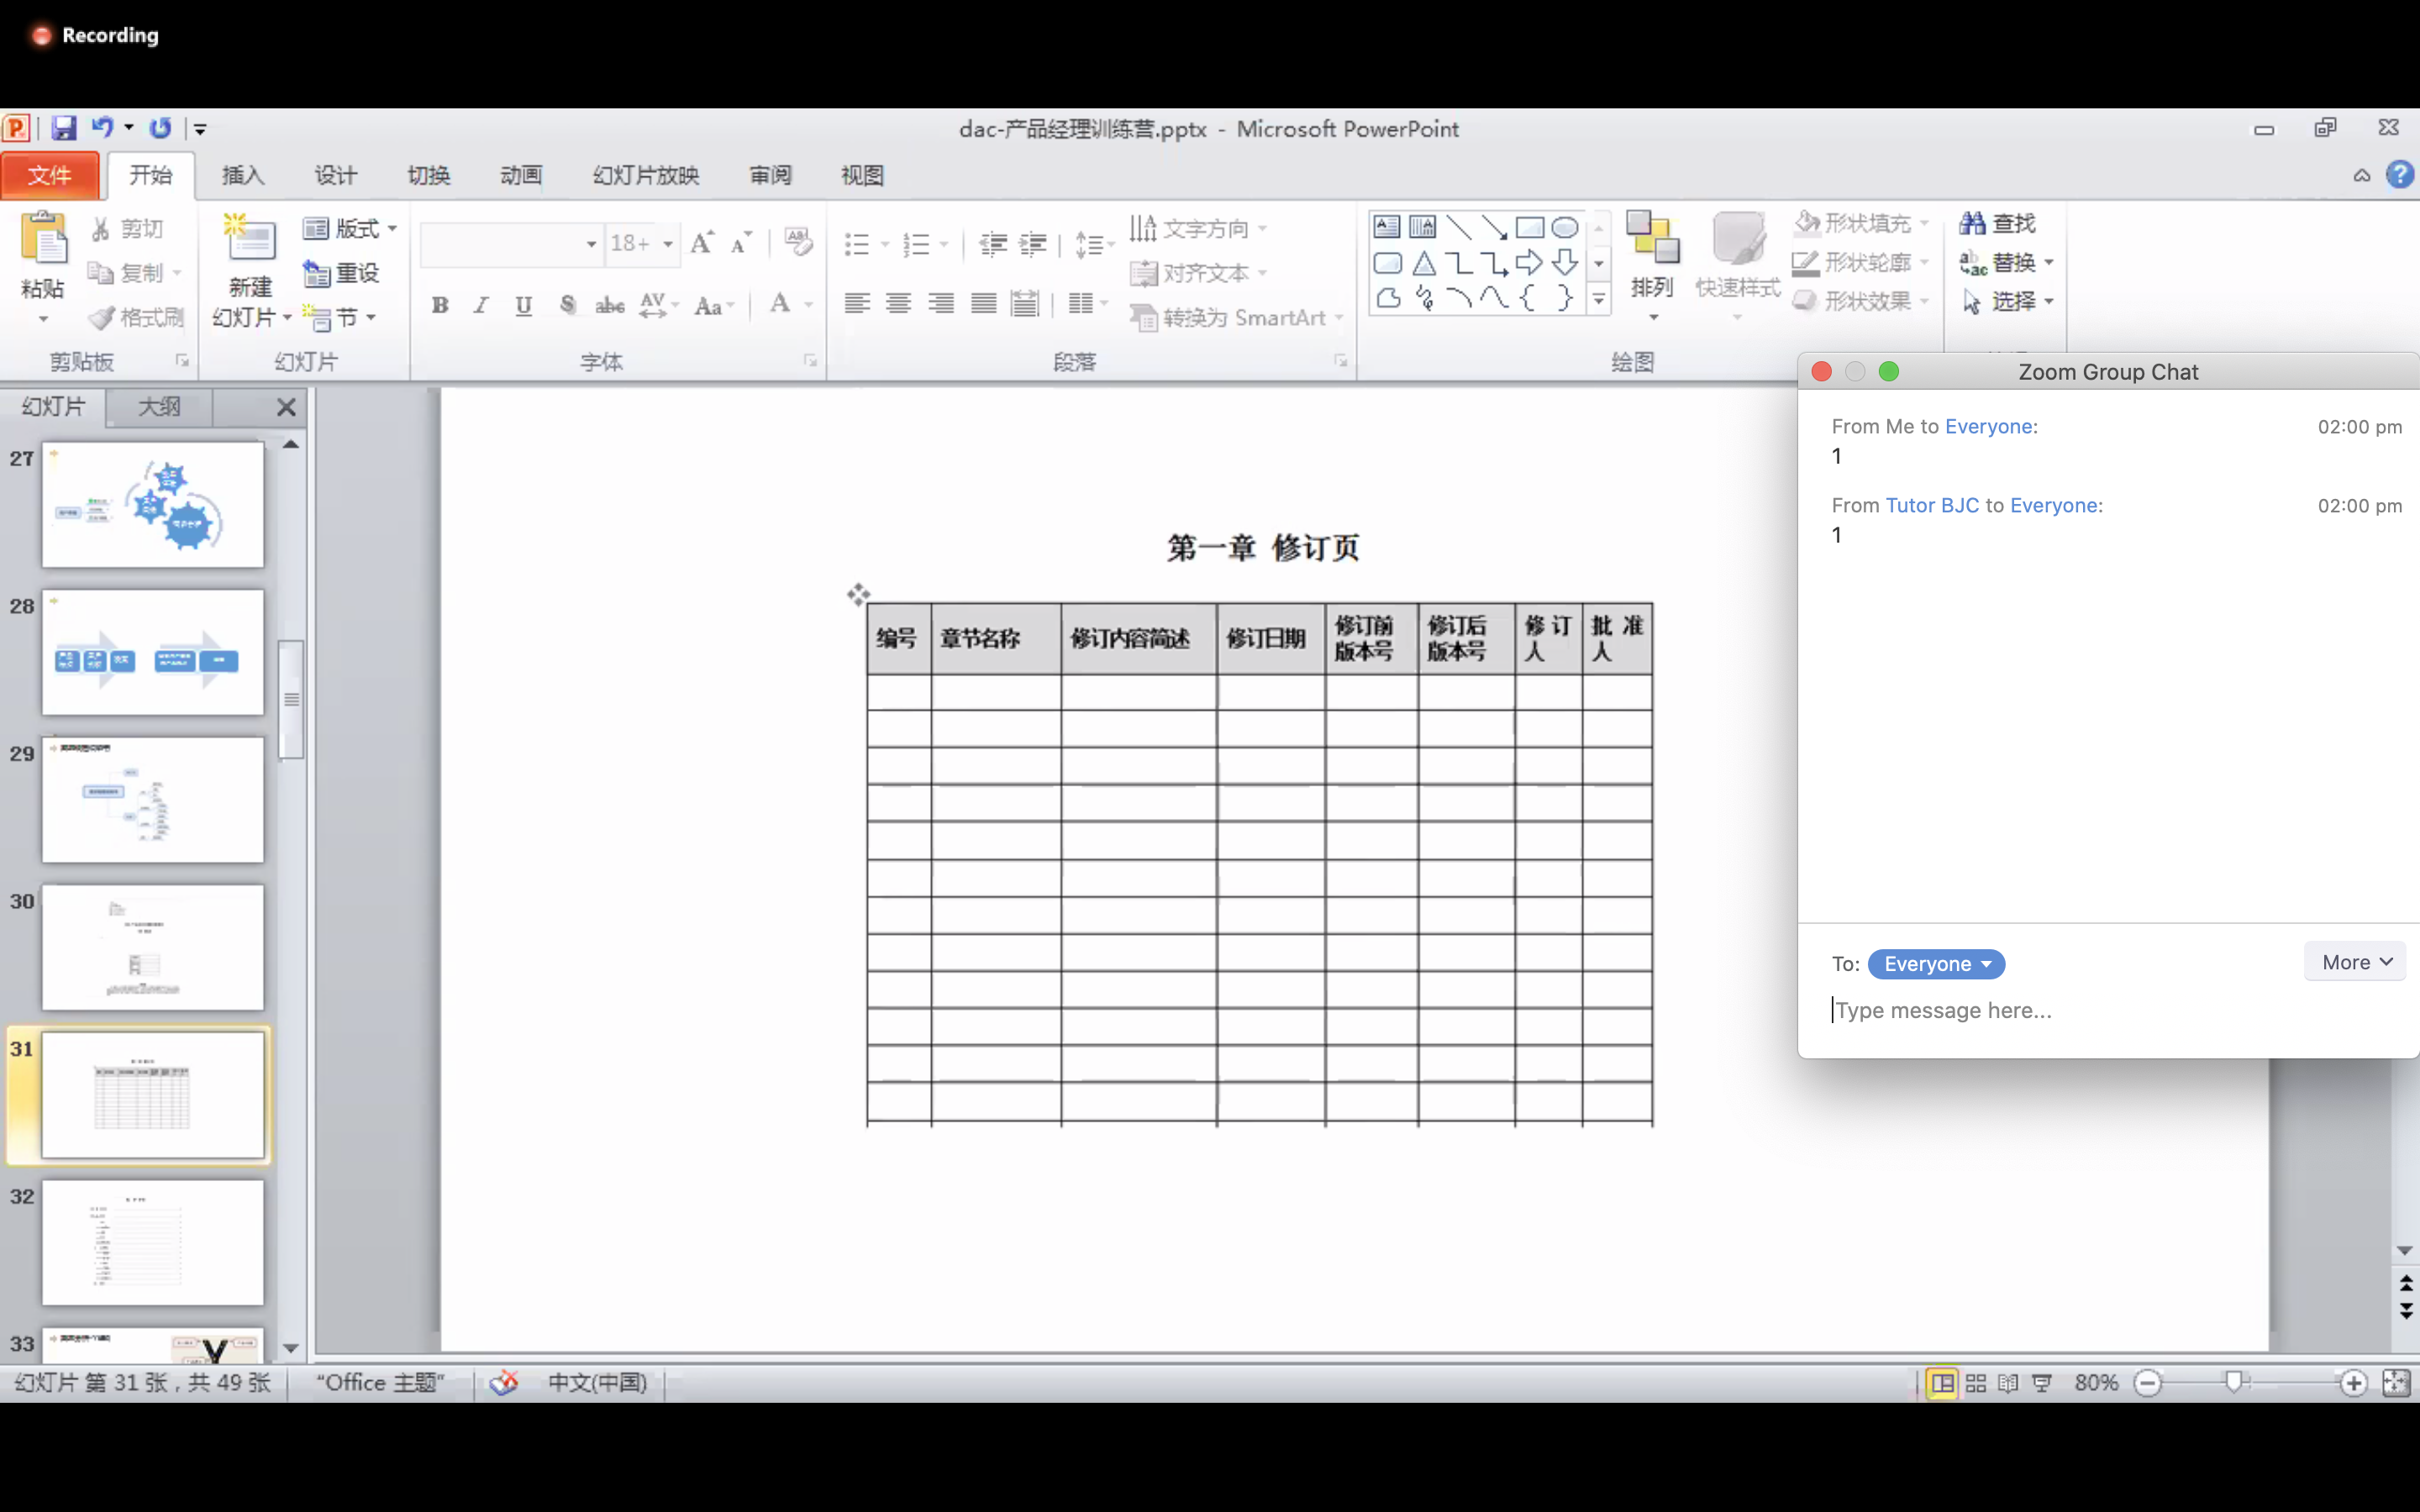 Recording
dac-产品经理训练营.pptx - Microsoft PowerPoint
文件 开始 插入 设计 切换 动画 幻灯片放映 审阅 视图
粘贴 剪切 复制 格式刷
剪贴板
新建幻灯片 版式 重设 节
幻灯片
18+
B I U S abc AV Aa A
字体
文字方向
对齐文本
转换为 SmartArt
段落
排列 快速样式
形状填充
形状轮廓
形状效果
绘图
查找
替换
选择
幻灯片 大纲
27
28
29
30
31
32
33
第一章 修订页
编号 章节名称 修订内容简述 修订日期 修订前版本号 修订后版本号 修订人 批准人
Zoom Group Chat
From Me to Everyone: 02:00 pm
1
From Tutor BJC to Everyone: 02:00 pm
1
To: Everyone More
Type message here...
幻灯片 第 31 张，共 49 张 “Office 主题” 中文(中国) 80%